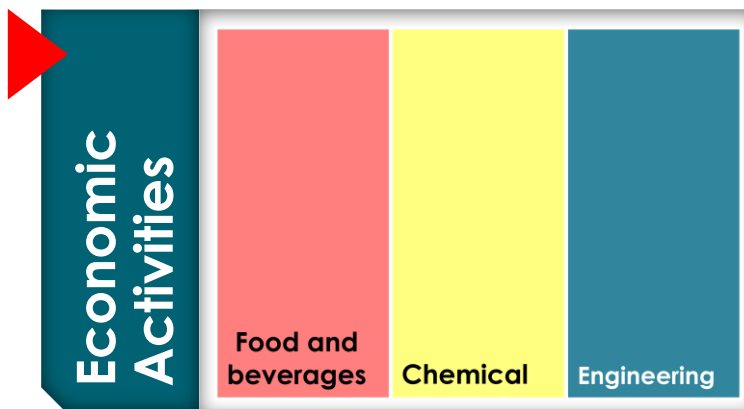 Economic
Activities
Food and
beverages
Chemical
Engineering